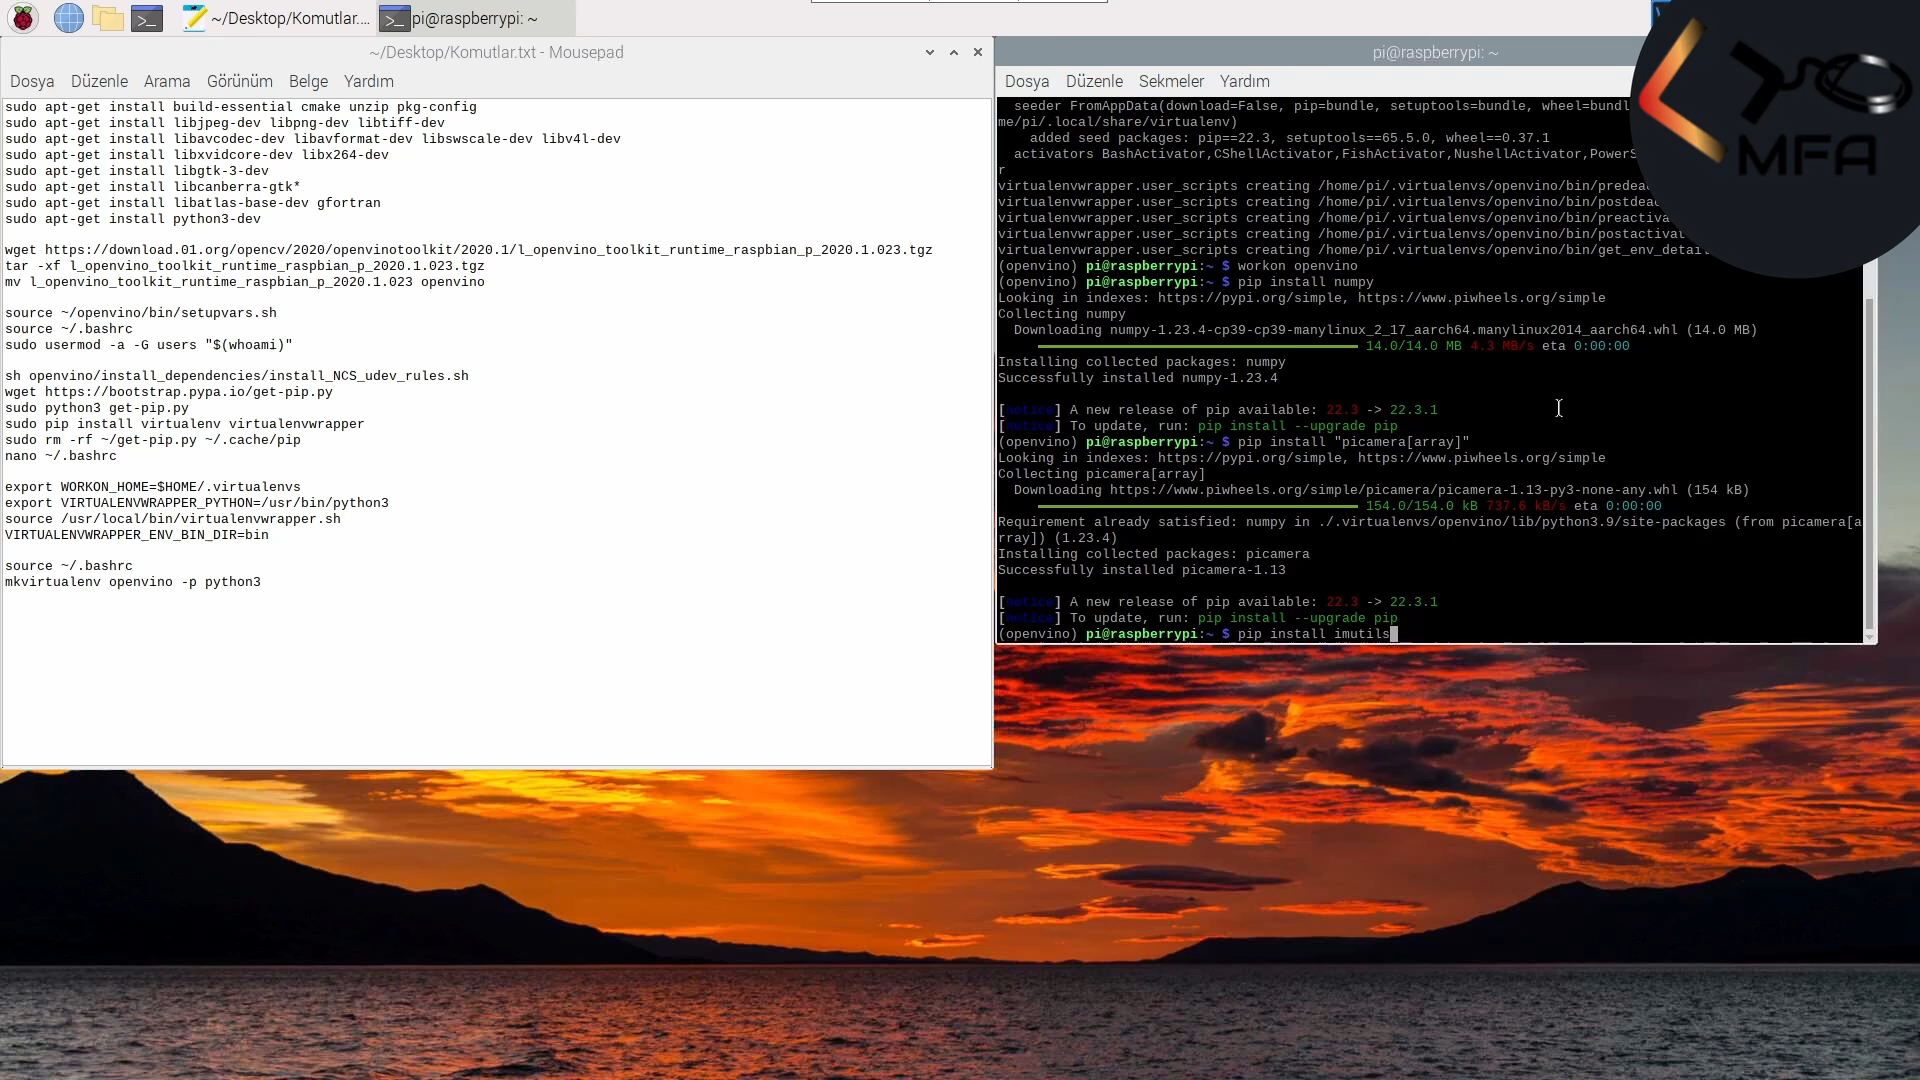 ~/Desktop/Komutlar....
pi@raspberrypi: ~
~/Desktop/Komutlar.txt - Mousepad
Dosya Düzenle Arama Görünüm Belge Yardım
sudo apt-get install build-essential cmake unzip pkg-config
sudo apt-get install libjpeg-dev libpng-dev libtiff-dev
sudo apt-get install libavcodec-dev libavformat-dev libswscale-dev libv4l-dev
sudo apt-get install libxvidcore-dev libx264-dev
sudo apt-get install libgtk-3-dev
sudo apt-get install libcanberra-gtk*
sudo apt-get install libatlas-base-dev gfortran
sudo apt-get install python3-dev
wget https://download.01.org/opencv/2020/openvinotoolkit/2020.1/l_openvino_toolkit_runtime_raspbian_p_2020.1.023.tgz
tar -xf l_openvino_toolkit_runtime_raspbian_p_2020.1.023.tgz
mv l_openvino_toolkit_runtime_raspbian_p_2020.1.023 openvino
source ~/openvino/bin/setupvars.sh
source ~/.bashrc
sudo usermod -a -G users "$(whoami)"
sh openvino/install_dependencies/install_NCS_udev_rules.sh
wget https://bootstrap.pypa.io/get-pip.py
sudo python3 get-pip.py
sudo pip install virtualenv virtualenvwrapper
sudo rm -rf ~/get-pip.py ~/.cache/pip
nano ~/.bashrc
export WORKON_HOME=$HOME/.virtualenvs
export VIRTUALENVWRAPPER_PYTHON=/usr/bin/python3
source /usr/local/bin/virtualenvwrapper.sh
VIRTUALENVWRAPPER_ENV_BIN_DIR=bin
source ~/.bashrc
mkvirtualenv openvino -p python3
pi@raspberrypi: ~
Dosya Düzenle Sekmeler Yardım
seeder FromAppData(download=False, pip=bundle, setuptools=bundle, wheel=bundl
me/pi/.local/share/virtualenv)
added seed packages: pip==22.3, setuptools==65.5.0, wheel==0.37.1
activators BashActivator,CShellActivator,FishActivator,NushellActivator,PowerS
r
virtualenvwrapper.user_scripts creating /home/pi/.virtualenvs/openvino/bin/predea
virtualenvwrapper.user_scripts creating /home/pi/.virtualenvs/openvino/bin/postdea
virtualenvwrapper.user_scripts creating /home/pi/.virtualenvs/openvino/bin/preactiva
virtualenvwrapper.user_scripts creating /home/pi/.virtualenvs/openvino/bin/postactivat
virtualenvwrapper.user_scripts creating /home/pi/.virtualenvs/openvino/bin/get_env_detail
(openvino) pi@raspberrypi:~ $ workon openvino
(openvino) pi@raspberrypi:~ $ pip install numpy
Looking in indexes: https://pypi.org/simple, https://www.piwheels.org/simple
Collecting numpy
Downloading numpy-1.23.4-cp39-cp39-manylinux_2_17_aarch64.manylinux2014_aarch64.whl (14.0 MB)
14.0/14.0 MB 4.3 MB/s eta 0:00:00
Installing collected packages: numpy
Successfully installed numpy-1.23.4
[notice] A new release of pip available: 22.3 -> 22.3.1
[notice] To update, run: pip install --upgrade pip
(openvino) pi@raspberrypi:~ $ pip install "picamera[array]"
Looking in indexes: https://pypi.org/simple, https://www.piwheels.org/simple
Collecting picamera[array]
Downloading https://www.piwheels.org/simple/picamera/picamera-1.13-py3-none-any.whl (154 kB)
154.0/154.0 kB 737.6 kB/s eta 0:00:00
Requirement already satisfied: numpy in ./.virtualenvs/openvino/lib/python3.9/site-packages (from picamera[a
rray]) (1.23.4)
Installing collected packages: picamera
Successfully installed picamera-1.13
[notice] A new release of pip available: 22.3 -> 22.3.1
[notice] To update, run: pip install --upgrade pip
(openvino) pi@raspberrypi:~ $ pip install imutils
MFA